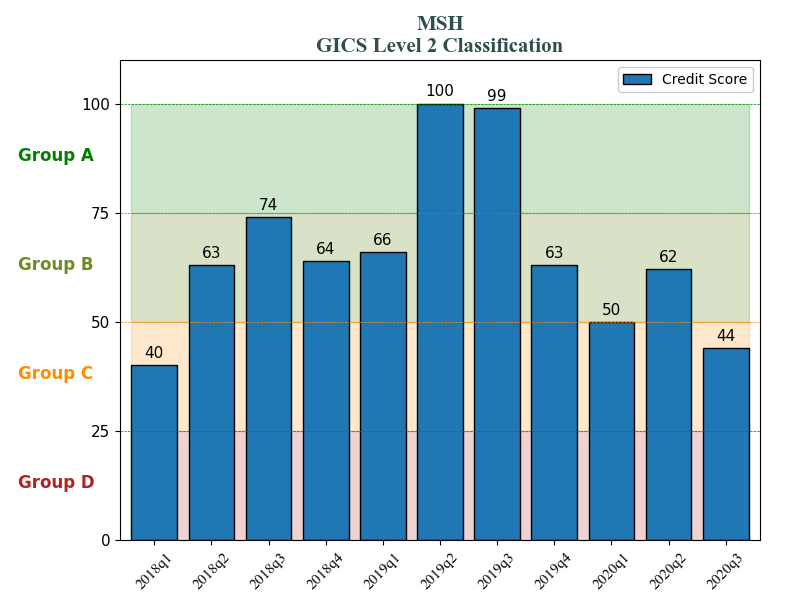 MSH
GICS Level 2 Classification
Credit Score
100
75
50
25
0
Group A
Group B
Group C
Group D
40
63
74
64
66
100
99
63
50
62
44
2018q1
2018q2
2018q3
2018q4
2019q1
2019q2
2019q3
2019q4
2020q1
2020q2
2020q3